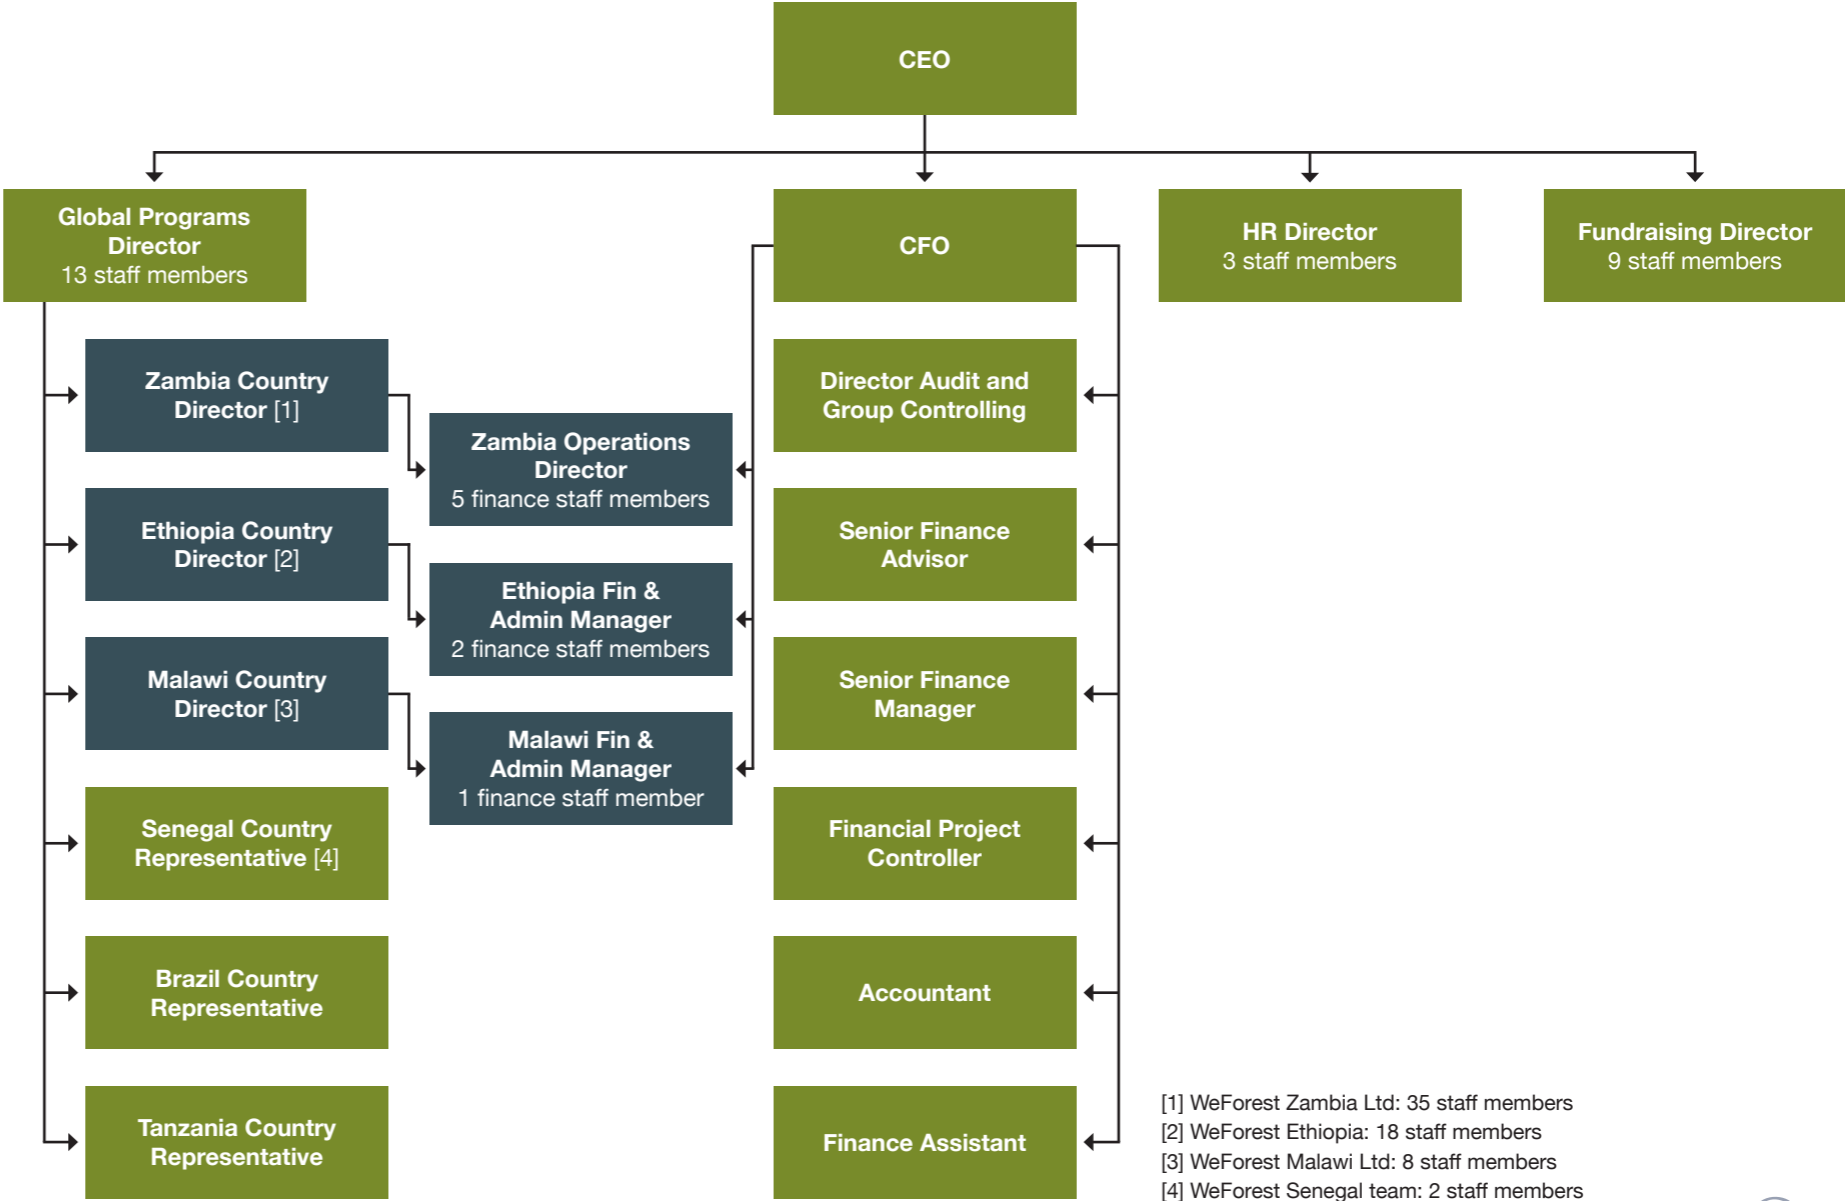 CEO
Global Programs
Director
13 staff members
CFO
HR Director
3 staff members
Fundraising Director
9 staff members
Zambia Country
Director [1]
Zambia Operations
Director
5 finance staff members
Director Audit and
Group Controlling
Ethiopia Country
Director [2]
Ethiopia Fin &
Admin Manager
2 finance staff members
Senior Finance
Advisor
Malawi Country
Director [3]
Malawi Fin &
Admin Manager
1 finance staff member
Senior Finance
Manager
Senegal Country
Representative [4]
Financial Project
Controller
Brazil Country
Representative
Accountant
Tanzania Country
Representative
Finance Assistant
[1] WeForest Zambia Ltd: 35 staff members
[2] WeForest Ethiopia: 18 staff members
[3] WeForest Malawi Ltd: 8 staff members
[4] WeForest Senegal team: 2 staff members